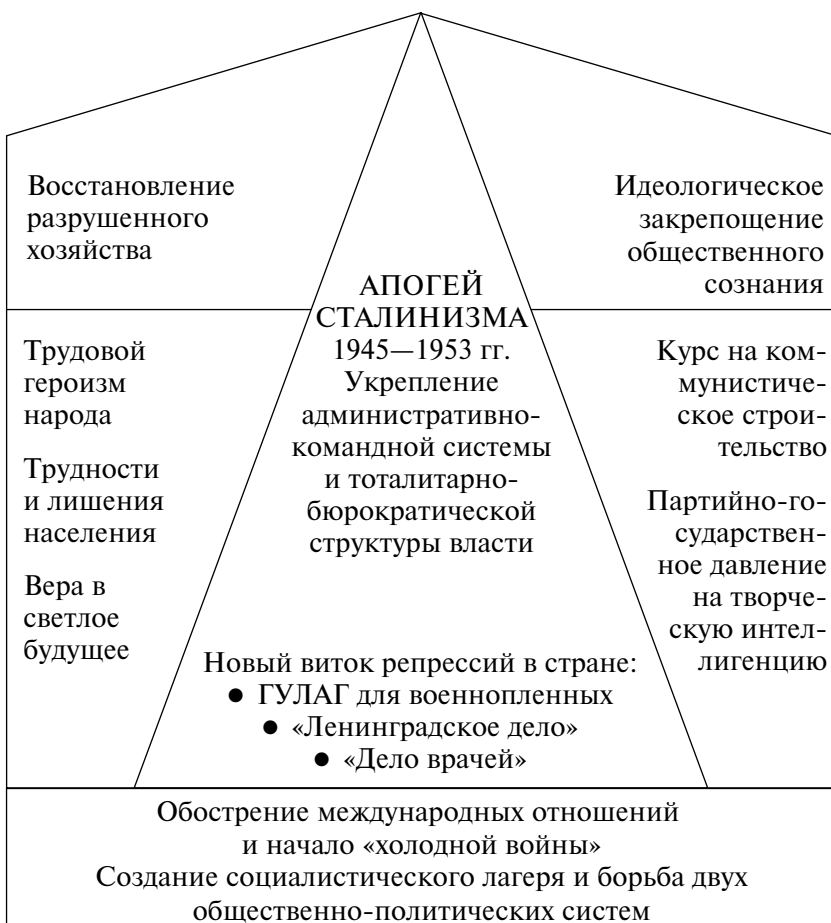 Восстановление
разрушенного
хозяйства
Идеологическое
закрепощение
общественного
сознания
АПОГЕЙ
СТАЛИНИЗМА
1945—1953 гг.
Укрепление
административно-
командной системы
и тоталитарно-
бюрократической
структуры власти
Трудовой
героизм
народа
Трудности
и лишения
населения
Вера в
светлое
будущее
Курс на ком-
мунистиче-
ское строи-
тельство
Партийно-го-
сударствен-
ное давление
на творче-
скую интел-
лигенцию
Новый виток репрессий в стране:
● ГУЛАГ для военнопленных
● «Ленинградское дело»
● «Дело врачей»
Обострение международных отношений
и начало «холодной войны»
Создание социалистического лагеря и борьба двух
общественно-политических систем